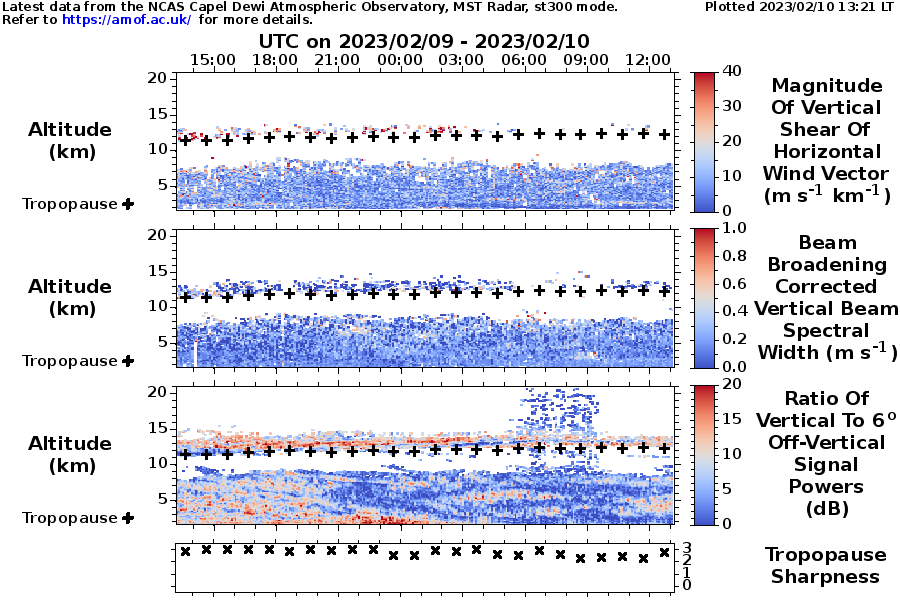 Latest data from the NCAS Capel Dewi Atmospheric Observatory, MST Radar, st300 mode.
Plotted 2023/02/10 13:21 LT
Refer to https://amof.ac.uk/ for more details.
UTC on 2023/02/09 - 2023/02/10
15:00 18:00 21:00 00:00 03:00 06:00 09:00 12:00
20
15
10
5
Altitude
(km)
Tropopause +
40
30
20
10
0
Magnitude
Of Vertical
Shear Of
Horizontal
Wind Vector
(m s⁻¹ km⁻¹)
20
15
10
5
Altitude
(km)
Tropopause +
1.0
0.8
0.6
0.4
0.2
0.0
Beam
Broadening
Corrected
Vertical Beam
Spectral
Width (m s⁻¹)
20
15
10
5
Altitude
(km)
Tropopause +
20
15
10
5
0
Ratio Of
Vertical To 6°
Off-Vertical
Signal
Powers
(dB)
3
2
1
0
Tropopause
Sharpness